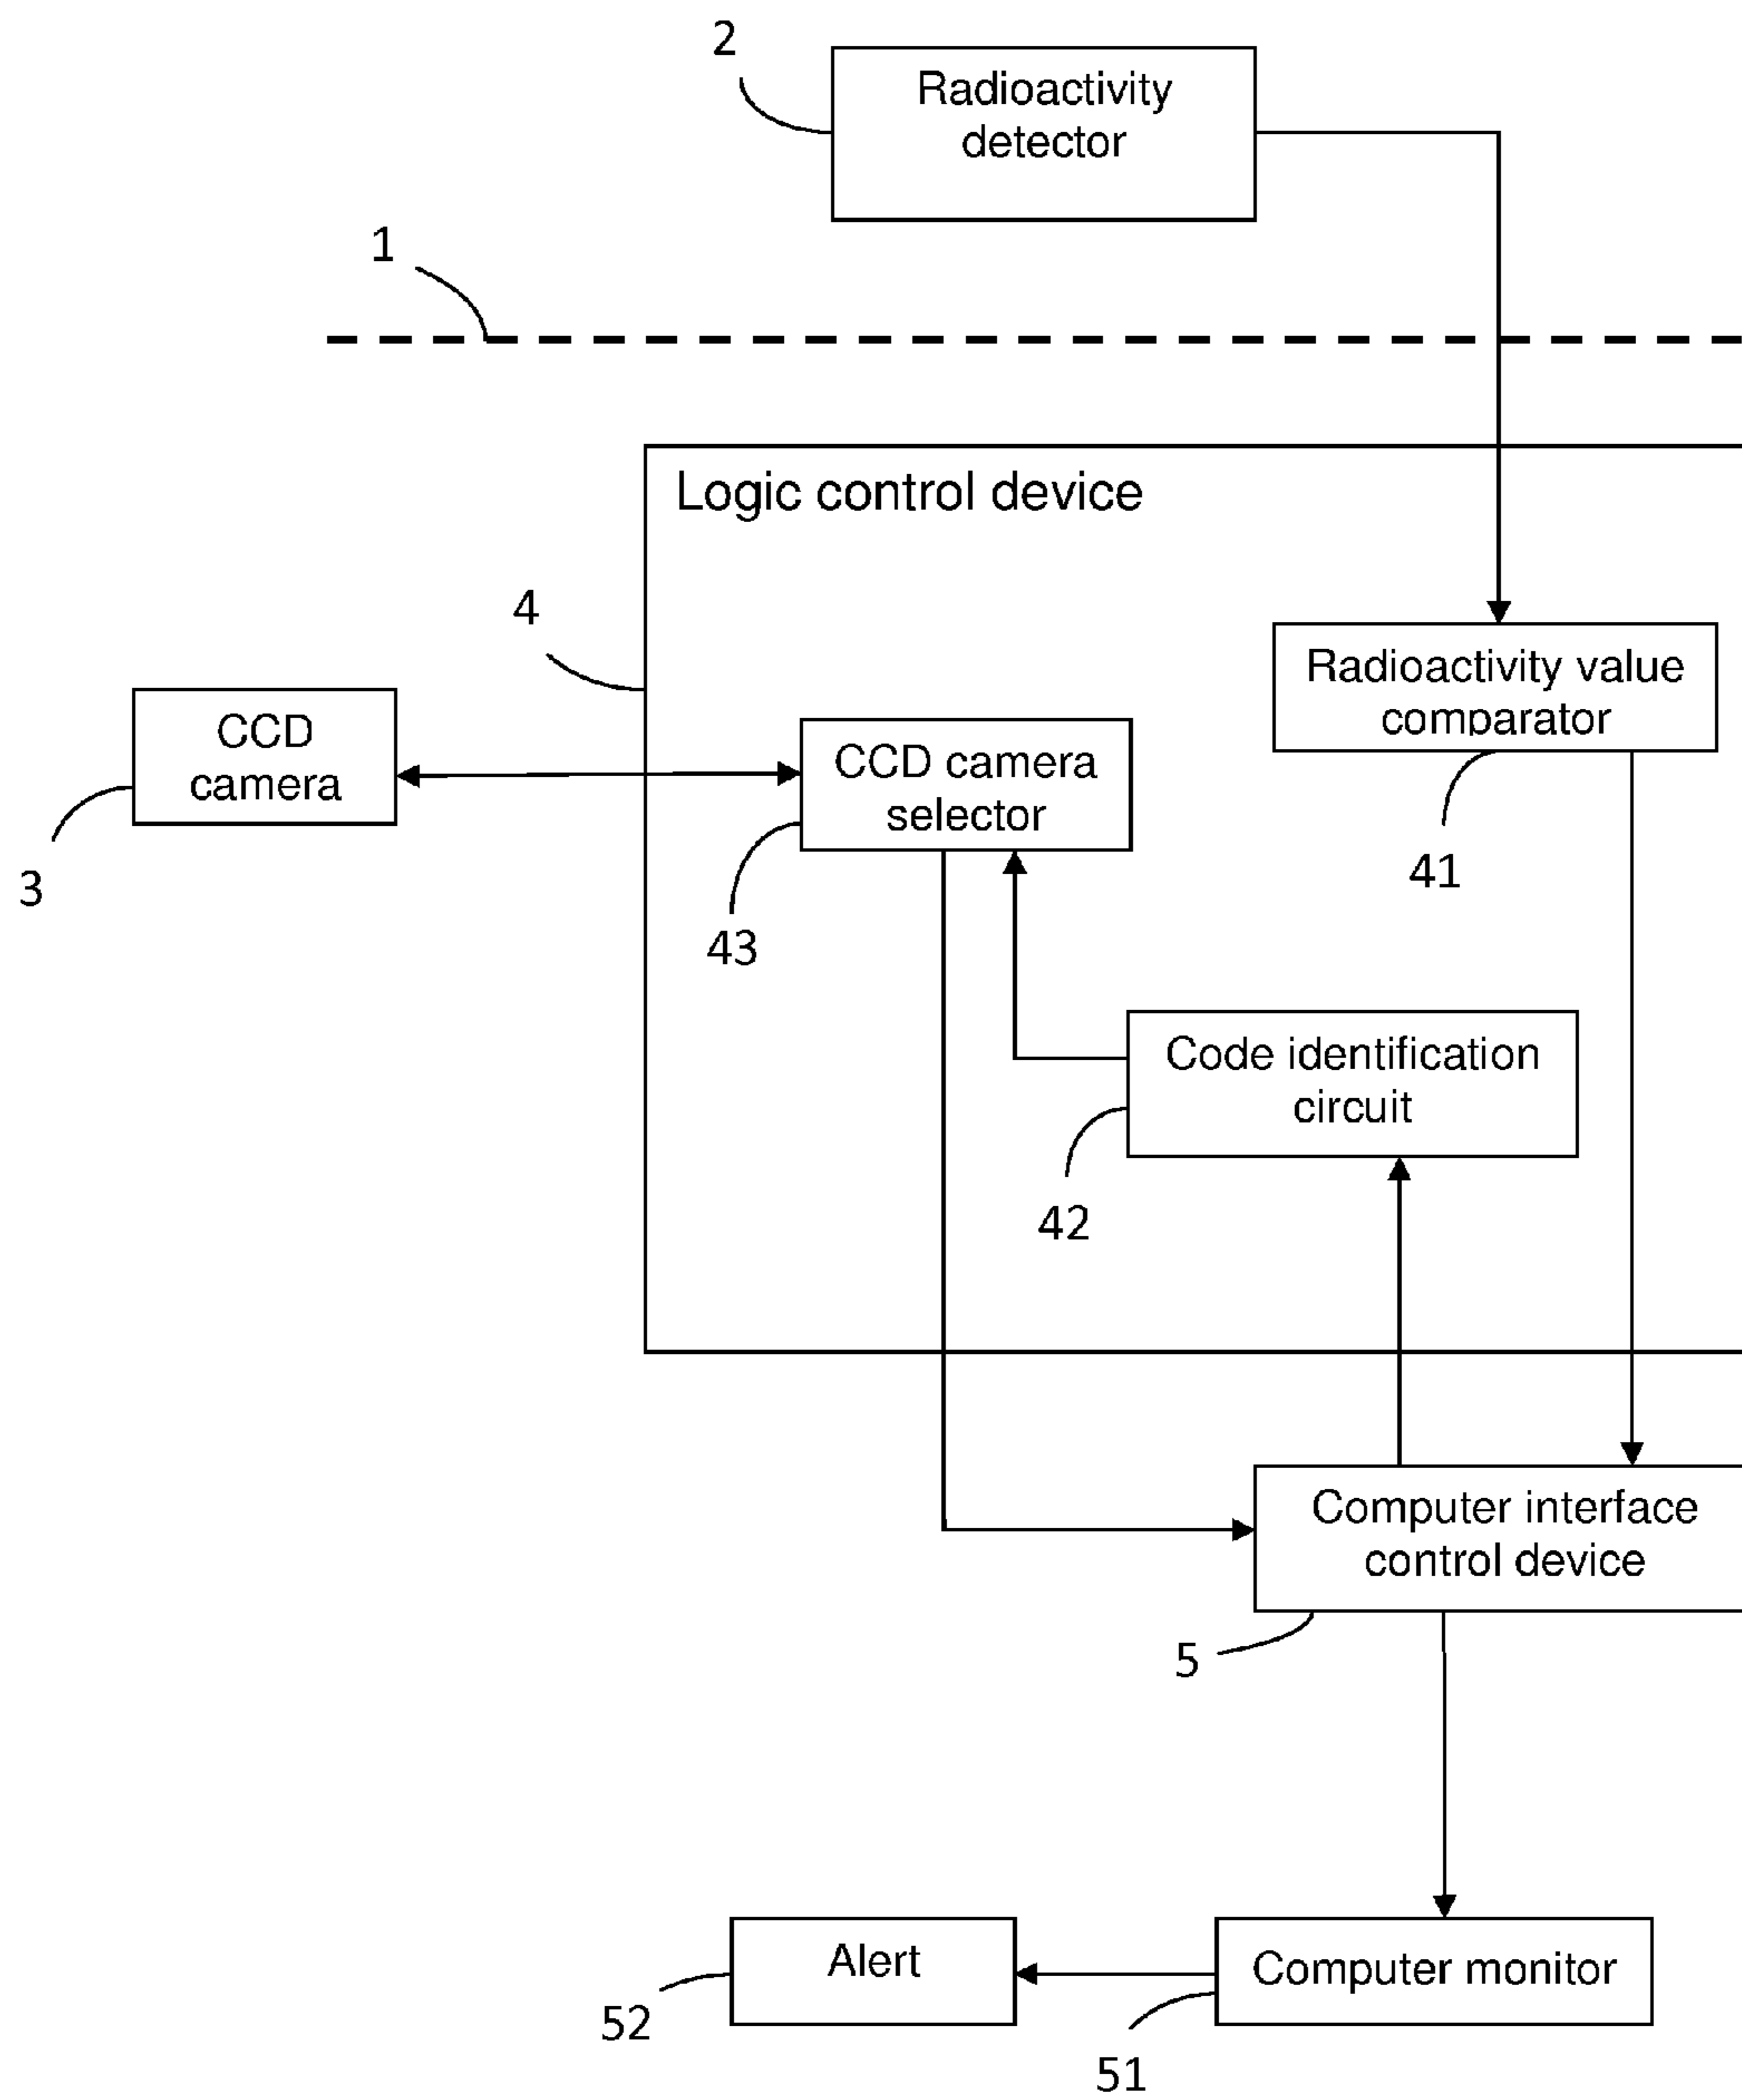 2
Radioactivity
detector
1
Logic control device
4
Radioactivity value
comparator
CCD
camera
CCD camera
selector
3
41
43
Code identification
circuit
42
Computer interface
control device
5
Alert
Computer monitor
52
51